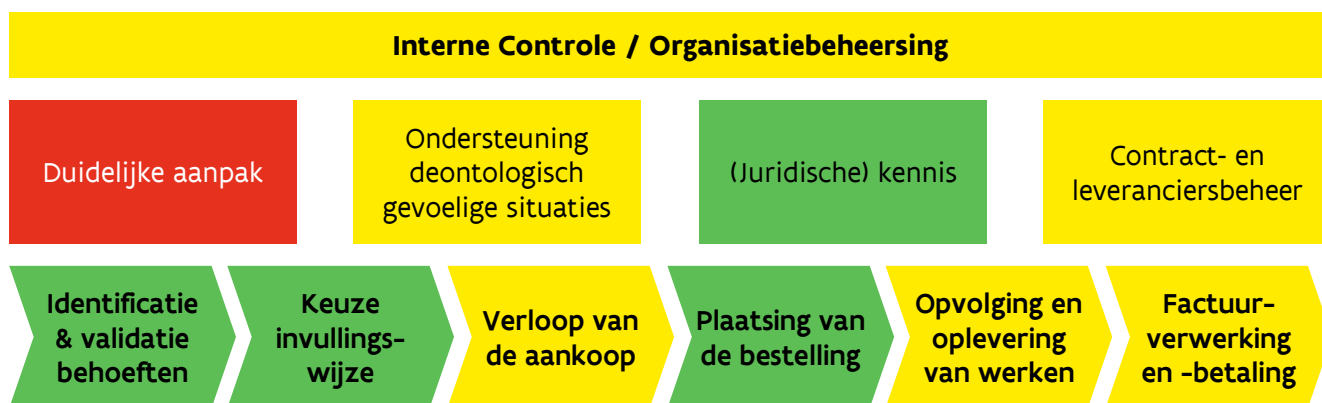 Interne Controle / Organisatiebeheersing
Duidelijke aanpak
Ondersteuning
deontologisch
gevoelige situaties
(Juridische) kennis
Contract- en
leveranciersbeheer
Identificatie
& validatie
behoeften
Keuze
invullings-
wijze
Verloop van
de aankoop
Plaatsing van
de bestelling
Opvolging en
oplevering
van werken
Factuur-
verwerking
en -betaling